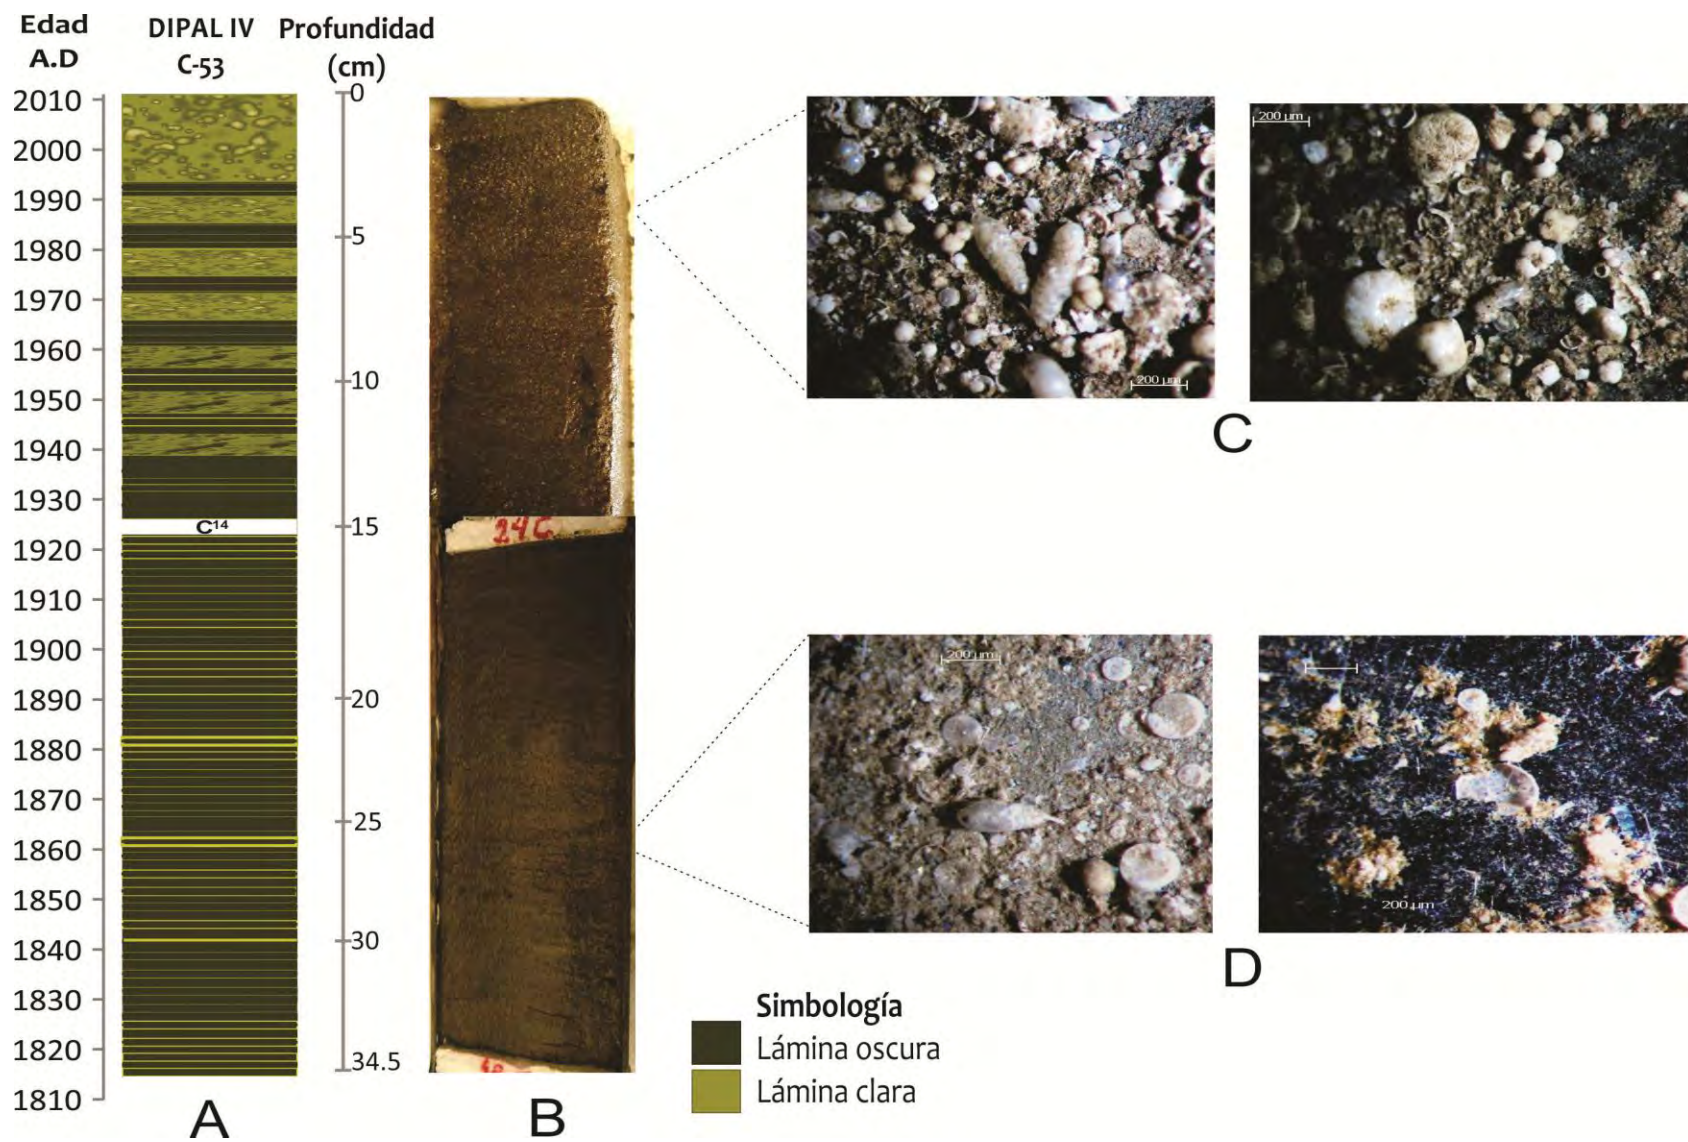 Edad
A.D
DIPAL IV
C-53
Profundidad
(cm)
2010
2000
1990
1980
1970
1960
1950
1940
1930
1920
1910
1900
1890
1880
1870
1860
1850
1840
1830
1820
1810
C¹⁴
A
0
5
10
15
20
25
30
34.5
24C
B
200 µm
200 µm
C
200 µm
200 µm
D
Simbología
Lámina oscura
Lámina clara